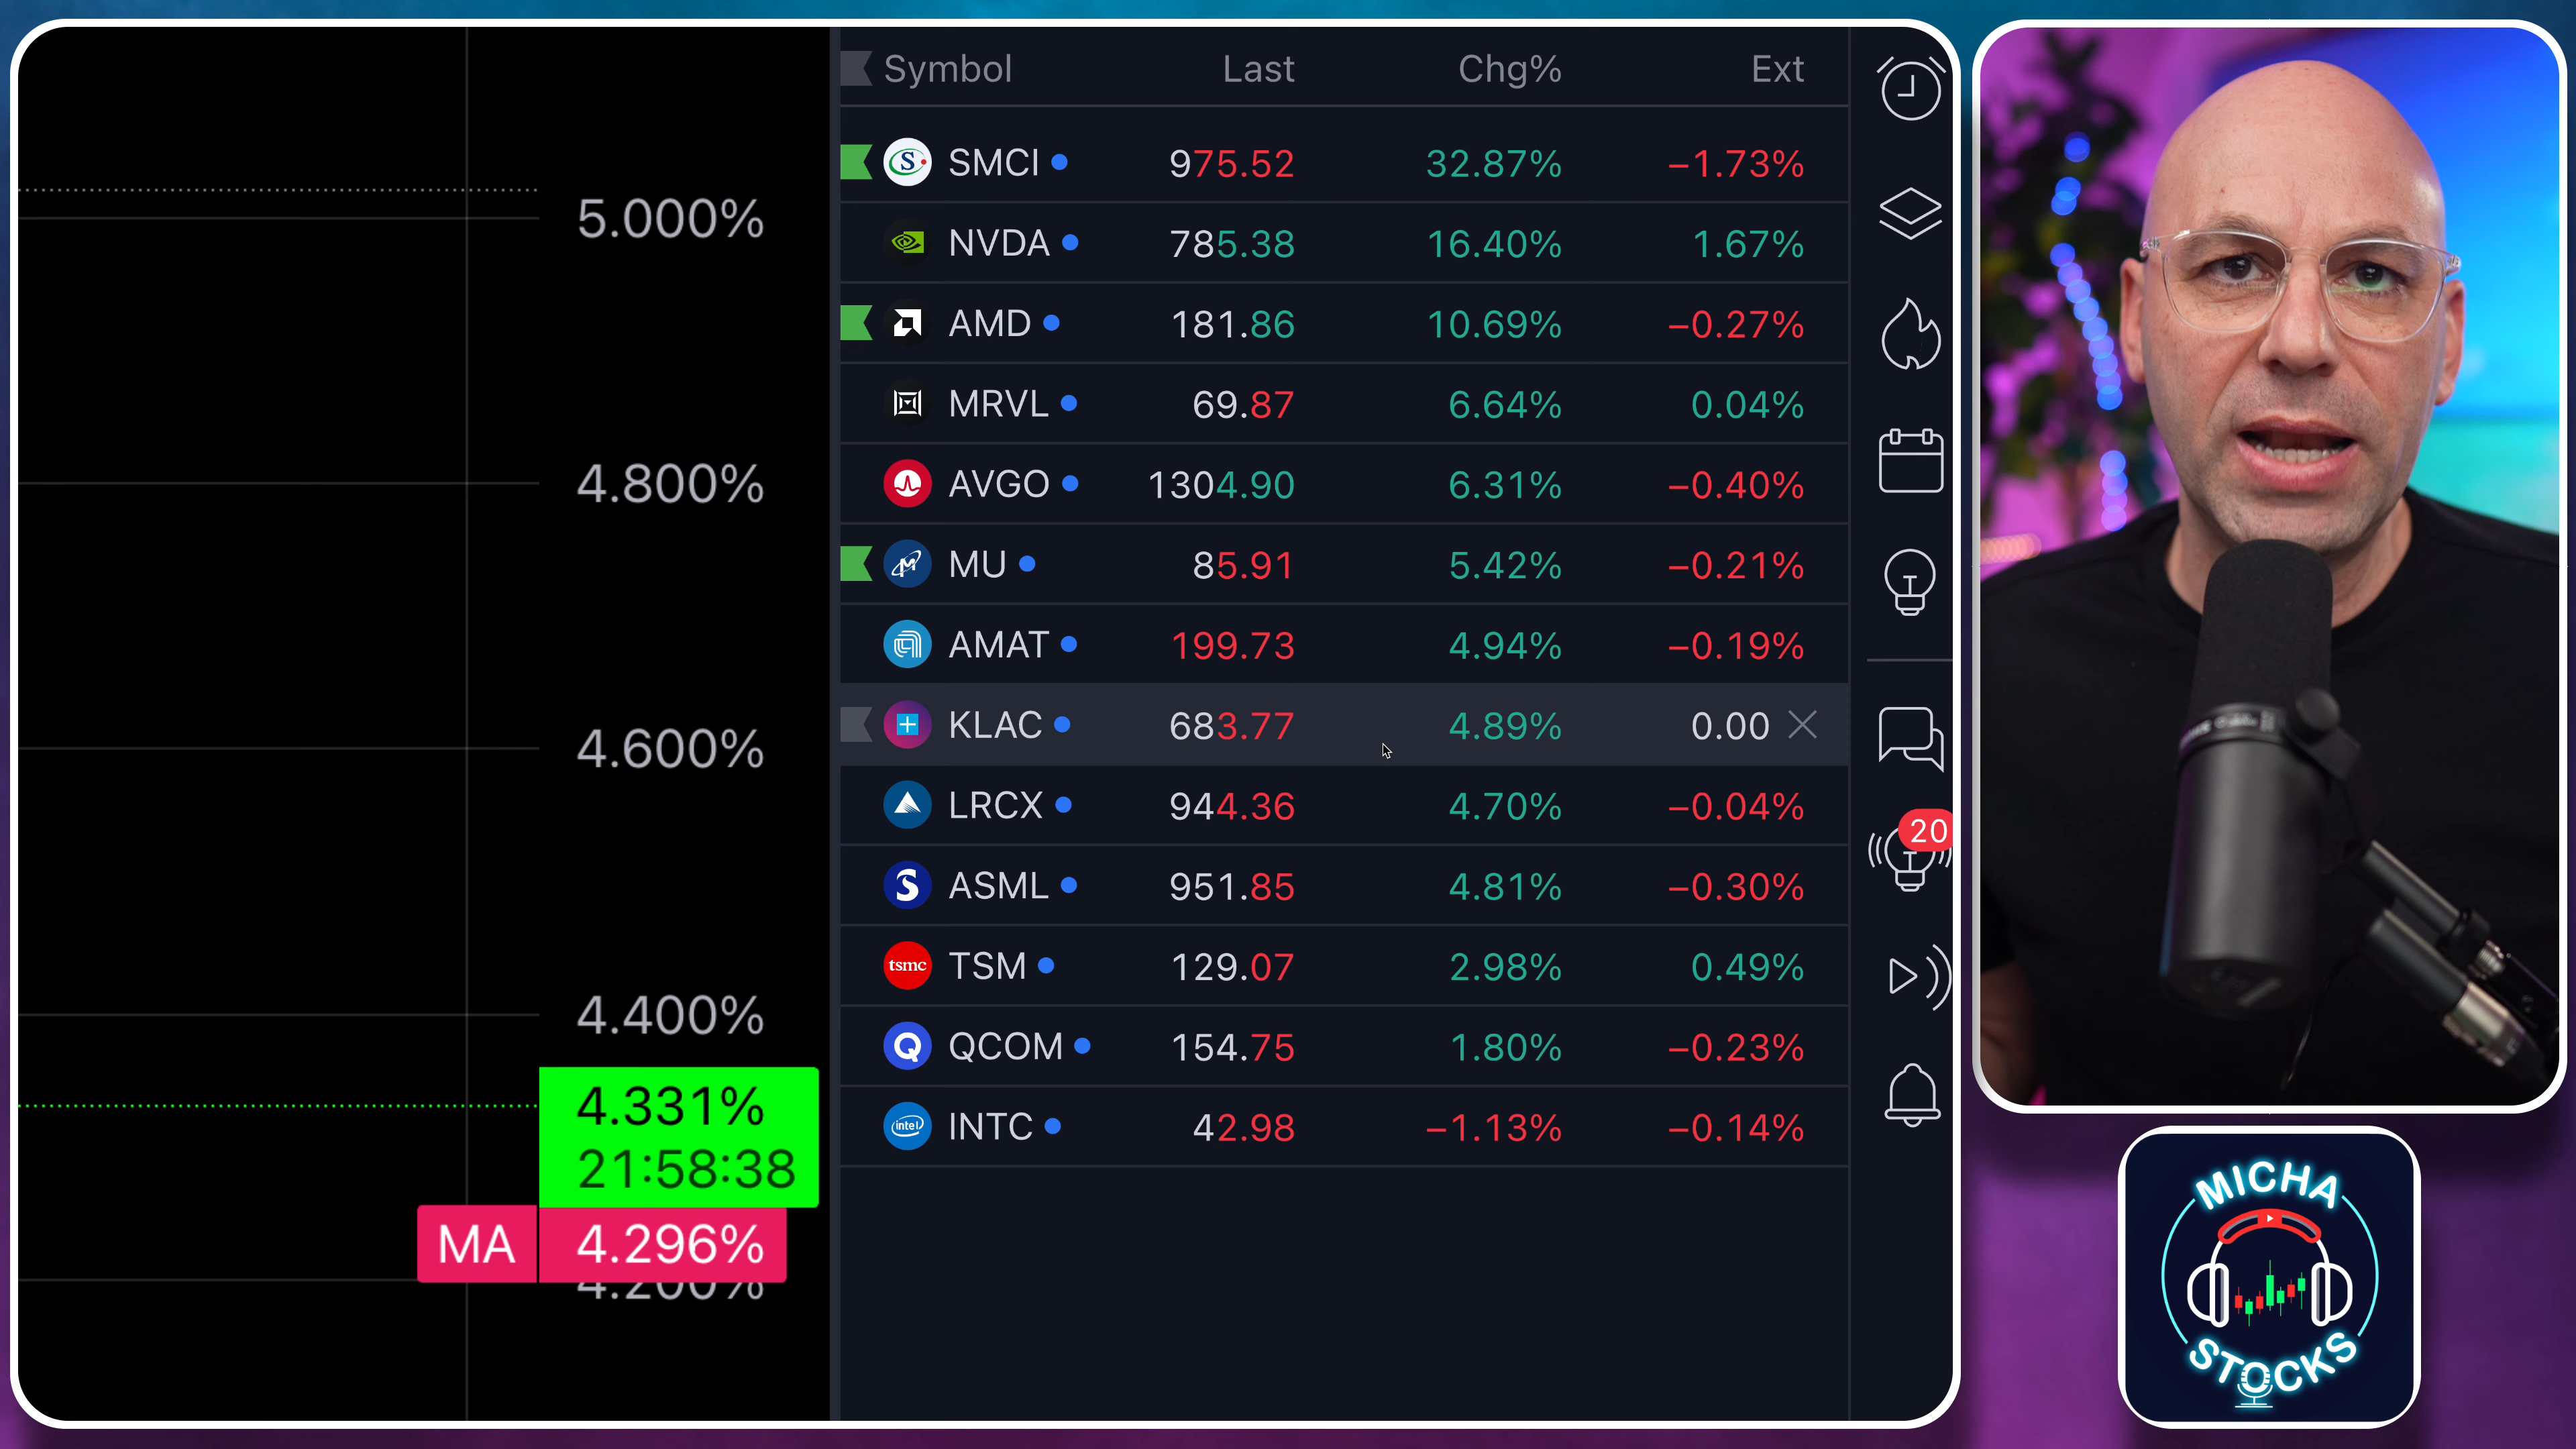 5.000%
4.800%
4.600%
4.400%
4.331%
21:58:38
MA 4.296%
4.200%
Symbol Last Chg% Ext
S SMCI 975.52 32.87% −1.73%
NVDA 785.38 16.40% 1.67%
AMD 181.86 10.69% −0.27%
MRVL 69.87 6.64% 0.04%
AVGO 1304.90 6.31% −0.40%
MU 85.91 5.42% −0.21%
AMAT 199.73 4.94% −0.19%
KLAC 683.77 4.89% 0.00
LRCX 944.36 4.70% −0.04%
ASML 951.85 4.81% −0.30%
tsmc TSM 129.07 2.98% 0.49%
QCOM 154.75 1.80% −0.23%
intel INTC 42.98 −1.13% −0.14%
20
MICHA
STOCKS